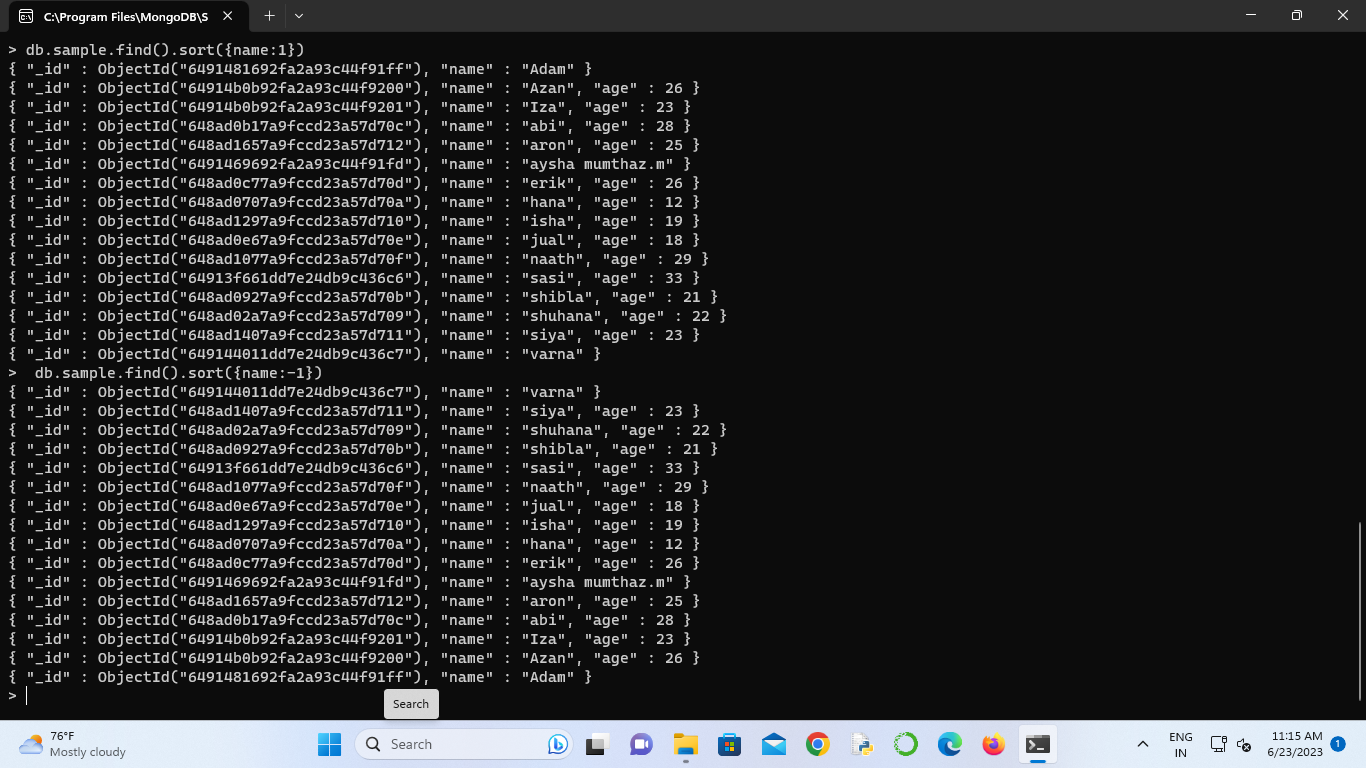 C:\Program Files\MongoDB\S
> db.sample.find().sort({name:1})
{ "_id" : ObjectId("6491481692fa2a93c44f91ff"), "name" : "Adam" }
{ "_id" : ObjectId("64914b0b92fa2a93c44f9200"), "name" : "Azan", "age" : 26 }
{ "_id" : ObjectId("64914b0b92fa2a93c44f9201"), "name" : "Iza", "age" : 23 }
{ "_id" : ObjectId("648ad0b17a9fccd23a57d70c"), "name" : "abi", "age" : 28 }
{ "_id" : ObjectId("648ad1657a9fccd23a57d712"), "name" : "aron", "age" : 25 }
{ "_id" : ObjectId("6491469692fa2a93c44f91fd"), "name" : "aysha mumthaz.m" }
{ "_id" : ObjectId("648ad0c77a9fccd23a57d70d"), "name" : "erik", "age" : 26 }
{ "_id" : ObjectId("648ad0707a9fccd23a57d70a"), "name" : "hana", "age" : 12 }
{ "_id" : ObjectId("648ad1297a9fccd23a57d710"), "name" : "isha", "age" : 19 }
{ "_id" : ObjectId("648ad0e67a9fccd23a57d70e"), "name" : "jual", "age" : 18 }
{ "_id" : ObjectId("648ad1077a9fccd23a57d70f"), "name" : "naath", "age" : 29 }
{ "_id" : ObjectId("64913f661dd7e24db9c436c6"), "name" : "sasi", "age" : 33 }
{ "_id" : ObjectId("648ad0927a9fccd23a57d70b"), "name" : "shibla", "age" : 21 }
{ "_id" : ObjectId("648ad02a7a9fccd23a57d709"), "name" : "shuhana", "age" : 22 }
{ "_id" : ObjectId("648ad1407a9fccd23a57d711"), "name" : "siya", "age" : 23 }
{ "_id" : ObjectId("649144011dd7e24db9c436c7"), "name" : "varna" }
>  db.sample.find().sort({name:-1})
{ "_id" : ObjectId("649144011dd7e24db9c436c7"), "name" : "varna" }
{ "_id" : ObjectId("648ad1407a9fccd23a57d711"), "name" : "siya", "age" : 23 }
{ "_id" : ObjectId("648ad02a7a9fccd23a57d709"), "name" : "shuhana", "age" : 22 }
{ "_id" : ObjectId("648ad0927a9fccd23a57d70b"), "name" : "shibla", "age" : 21 }
{ "_id" : ObjectId("64913f661dd7e24db9c436c6"), "name" : "sasi", "age" : 33 }
{ "_id" : ObjectId("648ad1077a9fccd23a57d70f"), "name" : "naath", "age" : 29 }
{ "_id" : ObjectId("648ad0e67a9fccd23a57d70e"), "name" : "jual", "age" : 18 }
{ "_id" : ObjectId("648ad1297a9fccd23a57d710"), "name" : "isha", "age" : 19 }
{ "_id" : ObjectId("648ad0707a9fccd23a57d70a"), "name" : "hana", "age" : 12 }
{ "_id" : ObjectId("648ad0c77a9fccd23a57d70d"), "name" : "erik", "age" : 26 }
{ "_id" : ObjectId("6491469692fa2a93c44f91fd"), "name" : "aysha mumthaz.m" }
{ "_id" : ObjectId("648ad1657a9fccd23a57d712"), "name" : "aron", "age" : 25 }
{ "_id" : ObjectId("648ad0b17a9fccd23a57d70c"), "name" : "abi", "age" : 28 }
{ "_id" : ObjectId("64914b0b92fa2a93c44f9201"), "name" : "Iza", "age" : 23 }
{ "_id" : ObjectId("64914b0b92fa2a93c44f9200"), "name" : "Azan", "age" : 26 }
{ "_id" : ObjectId("6491481692fa2a93c44f91ff"), "name" : "Adam" }
>
Search
76°F
Mostly cloudy
Search
ENG
IN
11:15 AM
6/23/2023
1